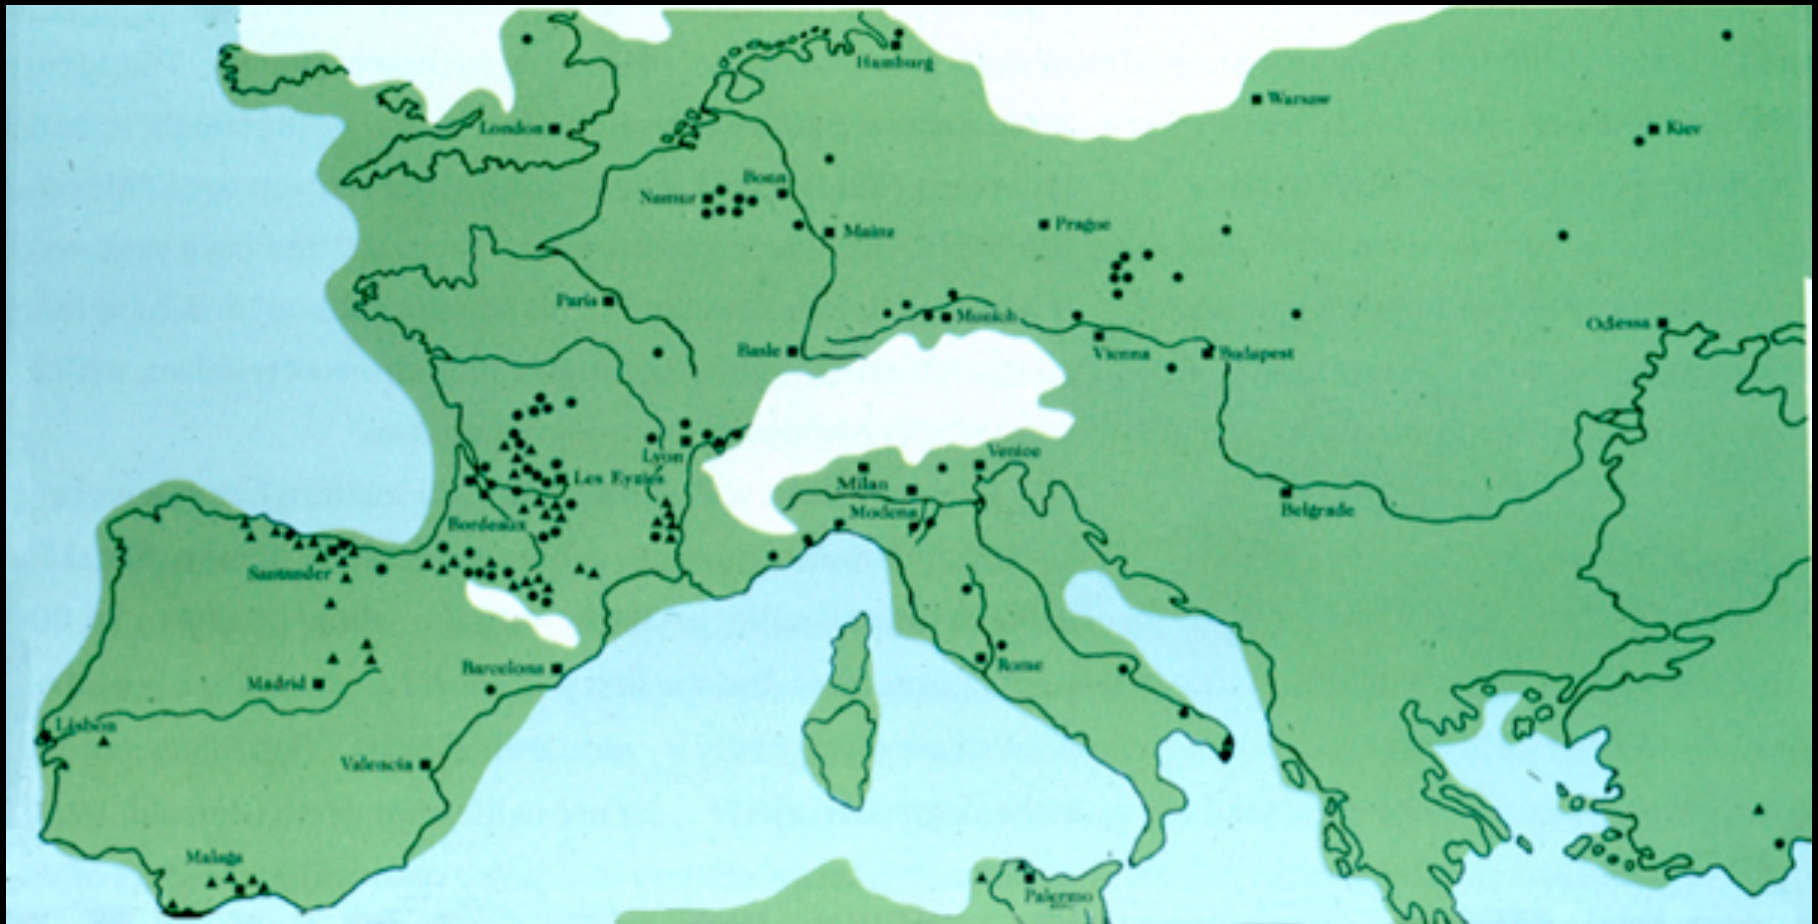 Hamburg
Warsaw
London
Kiev
Bonn
Namur
Mainz
Prague
Paris
Munich
Odessa
Basle
Vienna
Budapest
Venice
Lyon
Les Eyzies
Milan
Modena
Belgrade
Bordeaux
Santander
Rome
Barcelona
Madrid
Lisbon
Valencia
Malaga
Palermo